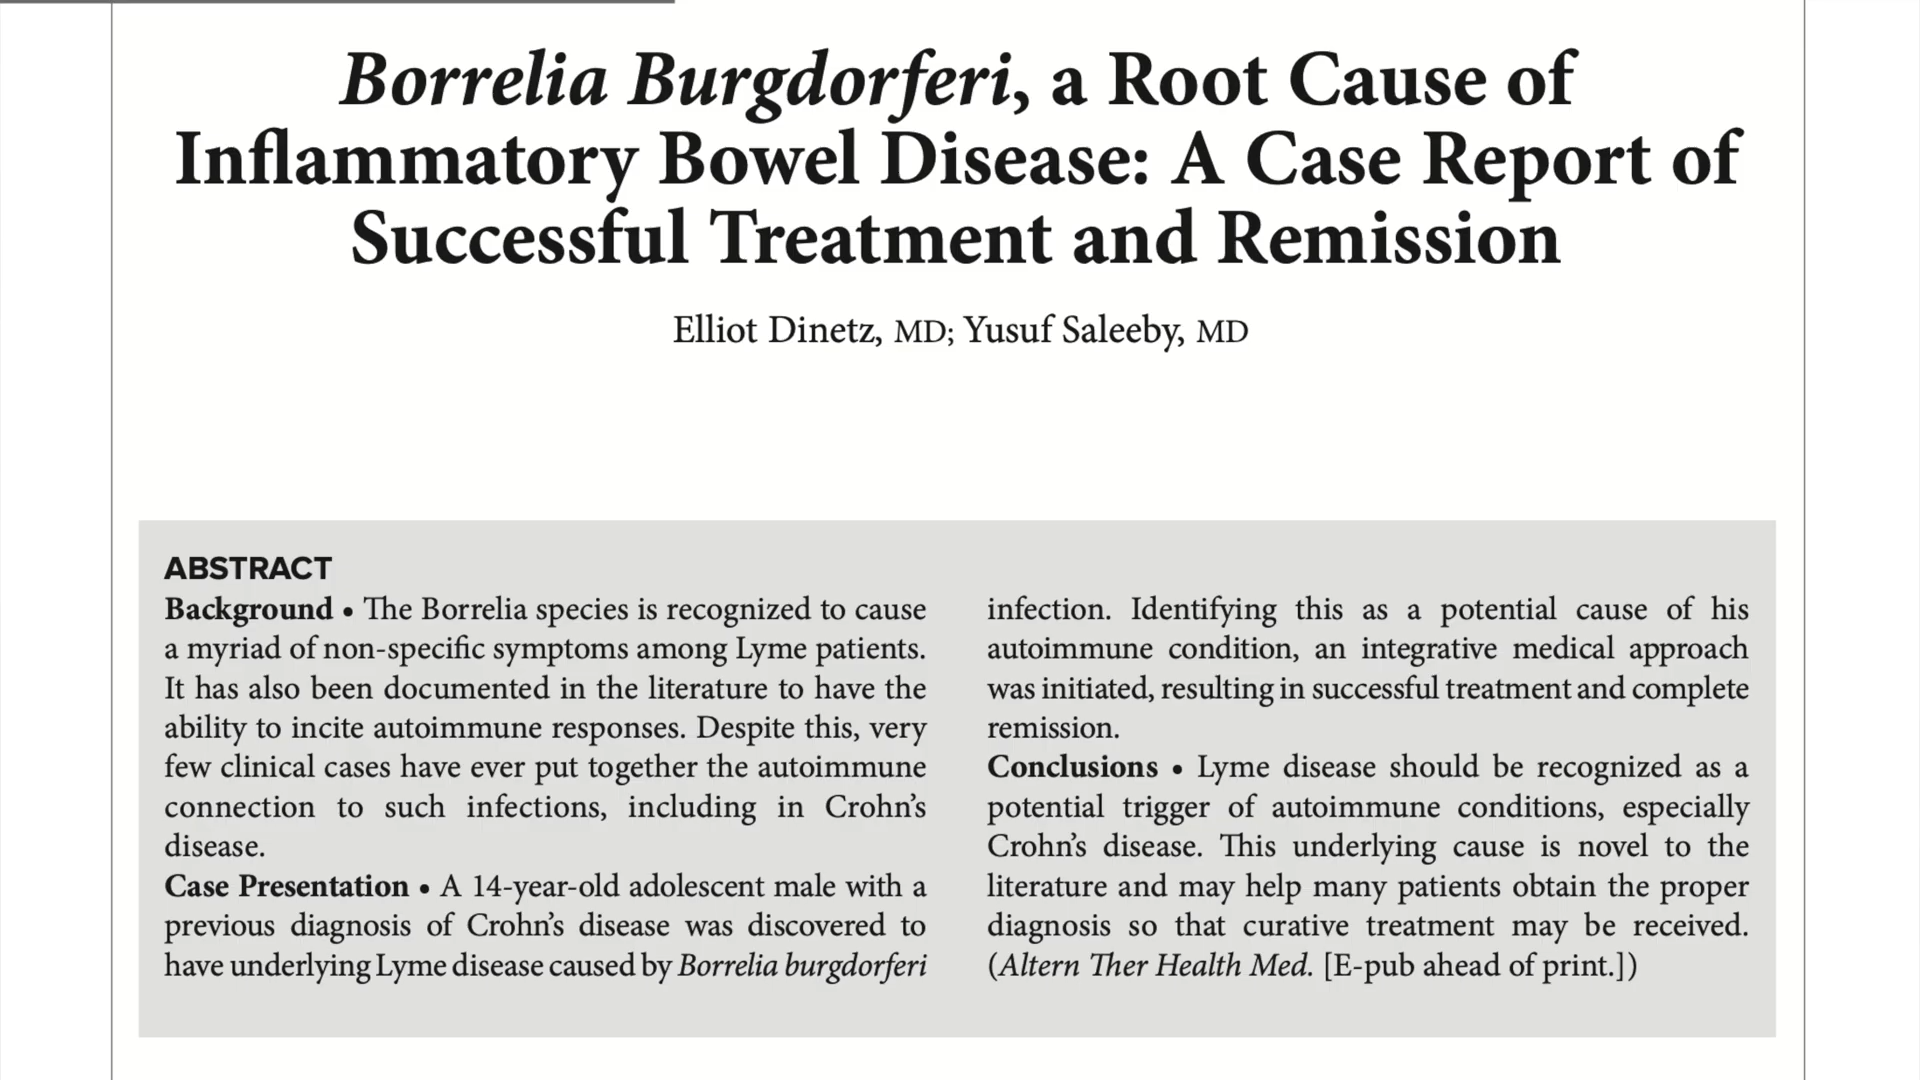 Borrelia Burgdorferi, a Root Cause of
Inflammatory Bowel Disease: A Case Report of
Successful Treatment and Remission
Elliot Dinetz, MD; Yusuf Saleeby, MD
ABSTRACT
Background • The Borrelia species is recognized to cause
a myriad of non-specific symptoms among Lyme patients.
It has also been documented in the literature to have the
ability to incite autoimmune responses. Despite this, very
few clinical cases have ever put together the autoimmune
connection to such infections, including in Crohn’s
disease.
Case Presentation • A 14-year-old adolescent male with a
previous diagnosis of Crohn’s disease was discovered to
have underlying Lyme disease caused by Borrelia burgdorferi
infection. Identifying this as a potential cause of his
autoimmune condition, an integrative medical approach
was initiated, resulting in successful treatment and complete
remission.
Conclusions • Lyme disease should be recognized as a
potential trigger of autoimmune conditions, especially
Crohn’s disease. This underlying cause is novel to the
literature and may help many patients obtain the proper
diagnosis so that curative treatment may be received.
(Altern Ther Health Med. [E-pub ahead of print.])